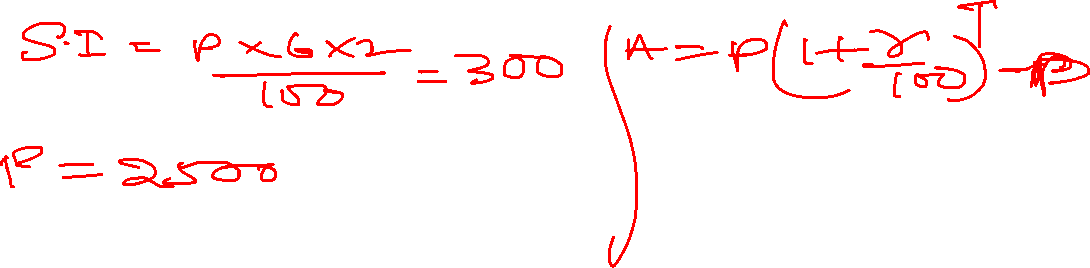 S.I = P × 6 × 2 / 100 = 300
P = 2500
A = P(1 + r/100)^T - P